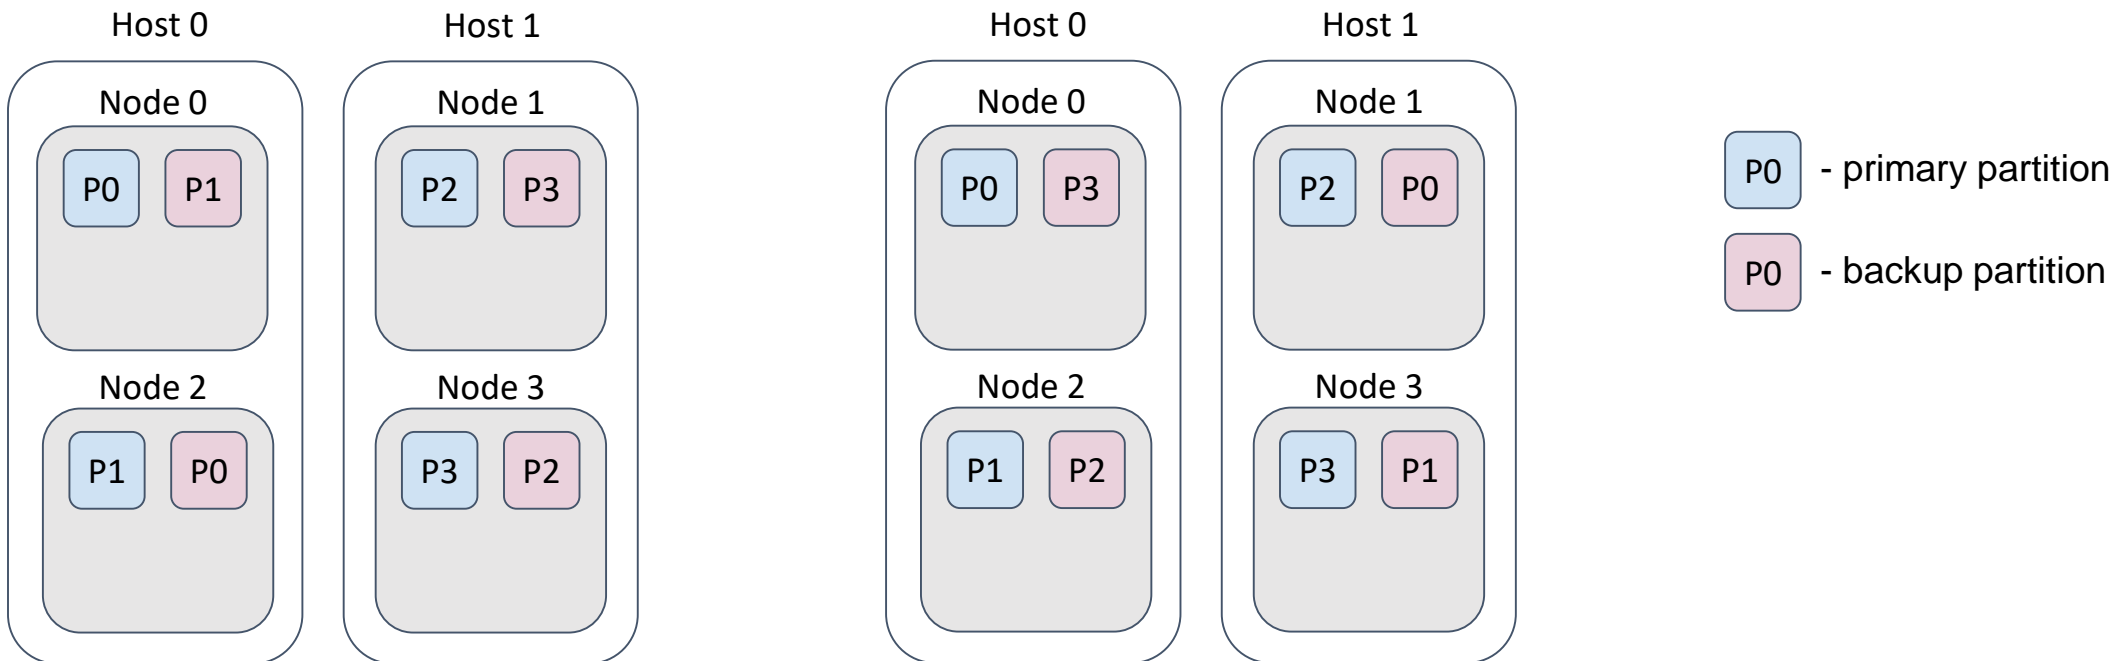 Host 0
Host 1
Node 0
Node 1
P0 P1
P2 P3
Node 2
Node 3
P1 P0
P3 P2
Host 0
Host 1
Node 0
Node 1
P0 P3
P2 P0
Node 2
Node 3
P1 P2
P3 P1
P0 - primary partition
P0 - backup partition